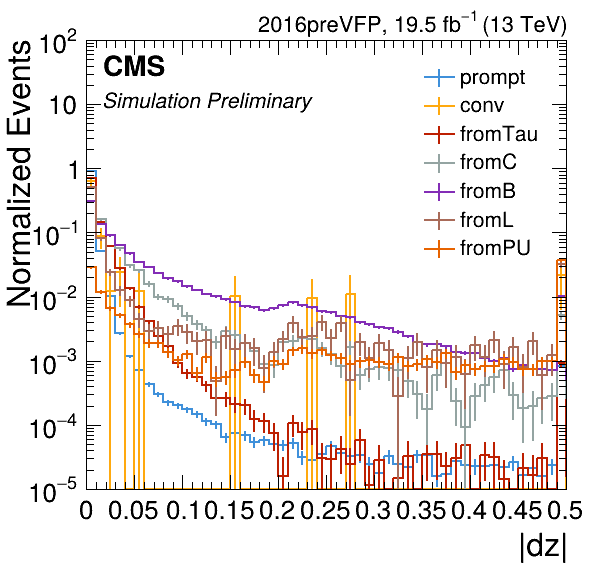 2016preVFP, 19.5 fb⁻¹ (13 TeV)
CMS
Simulation Preliminary
prompt
conv
fromTau
fromC
fromB
fromL
fromPU
Normalized Events
10²
10
1
10⁻¹
10⁻²
10⁻³
10⁻⁴
10⁻⁵
0 0.05 0.1 0.15 0.2 0.25 0.3 0.35 0.4 0.45 0.5
|dz|